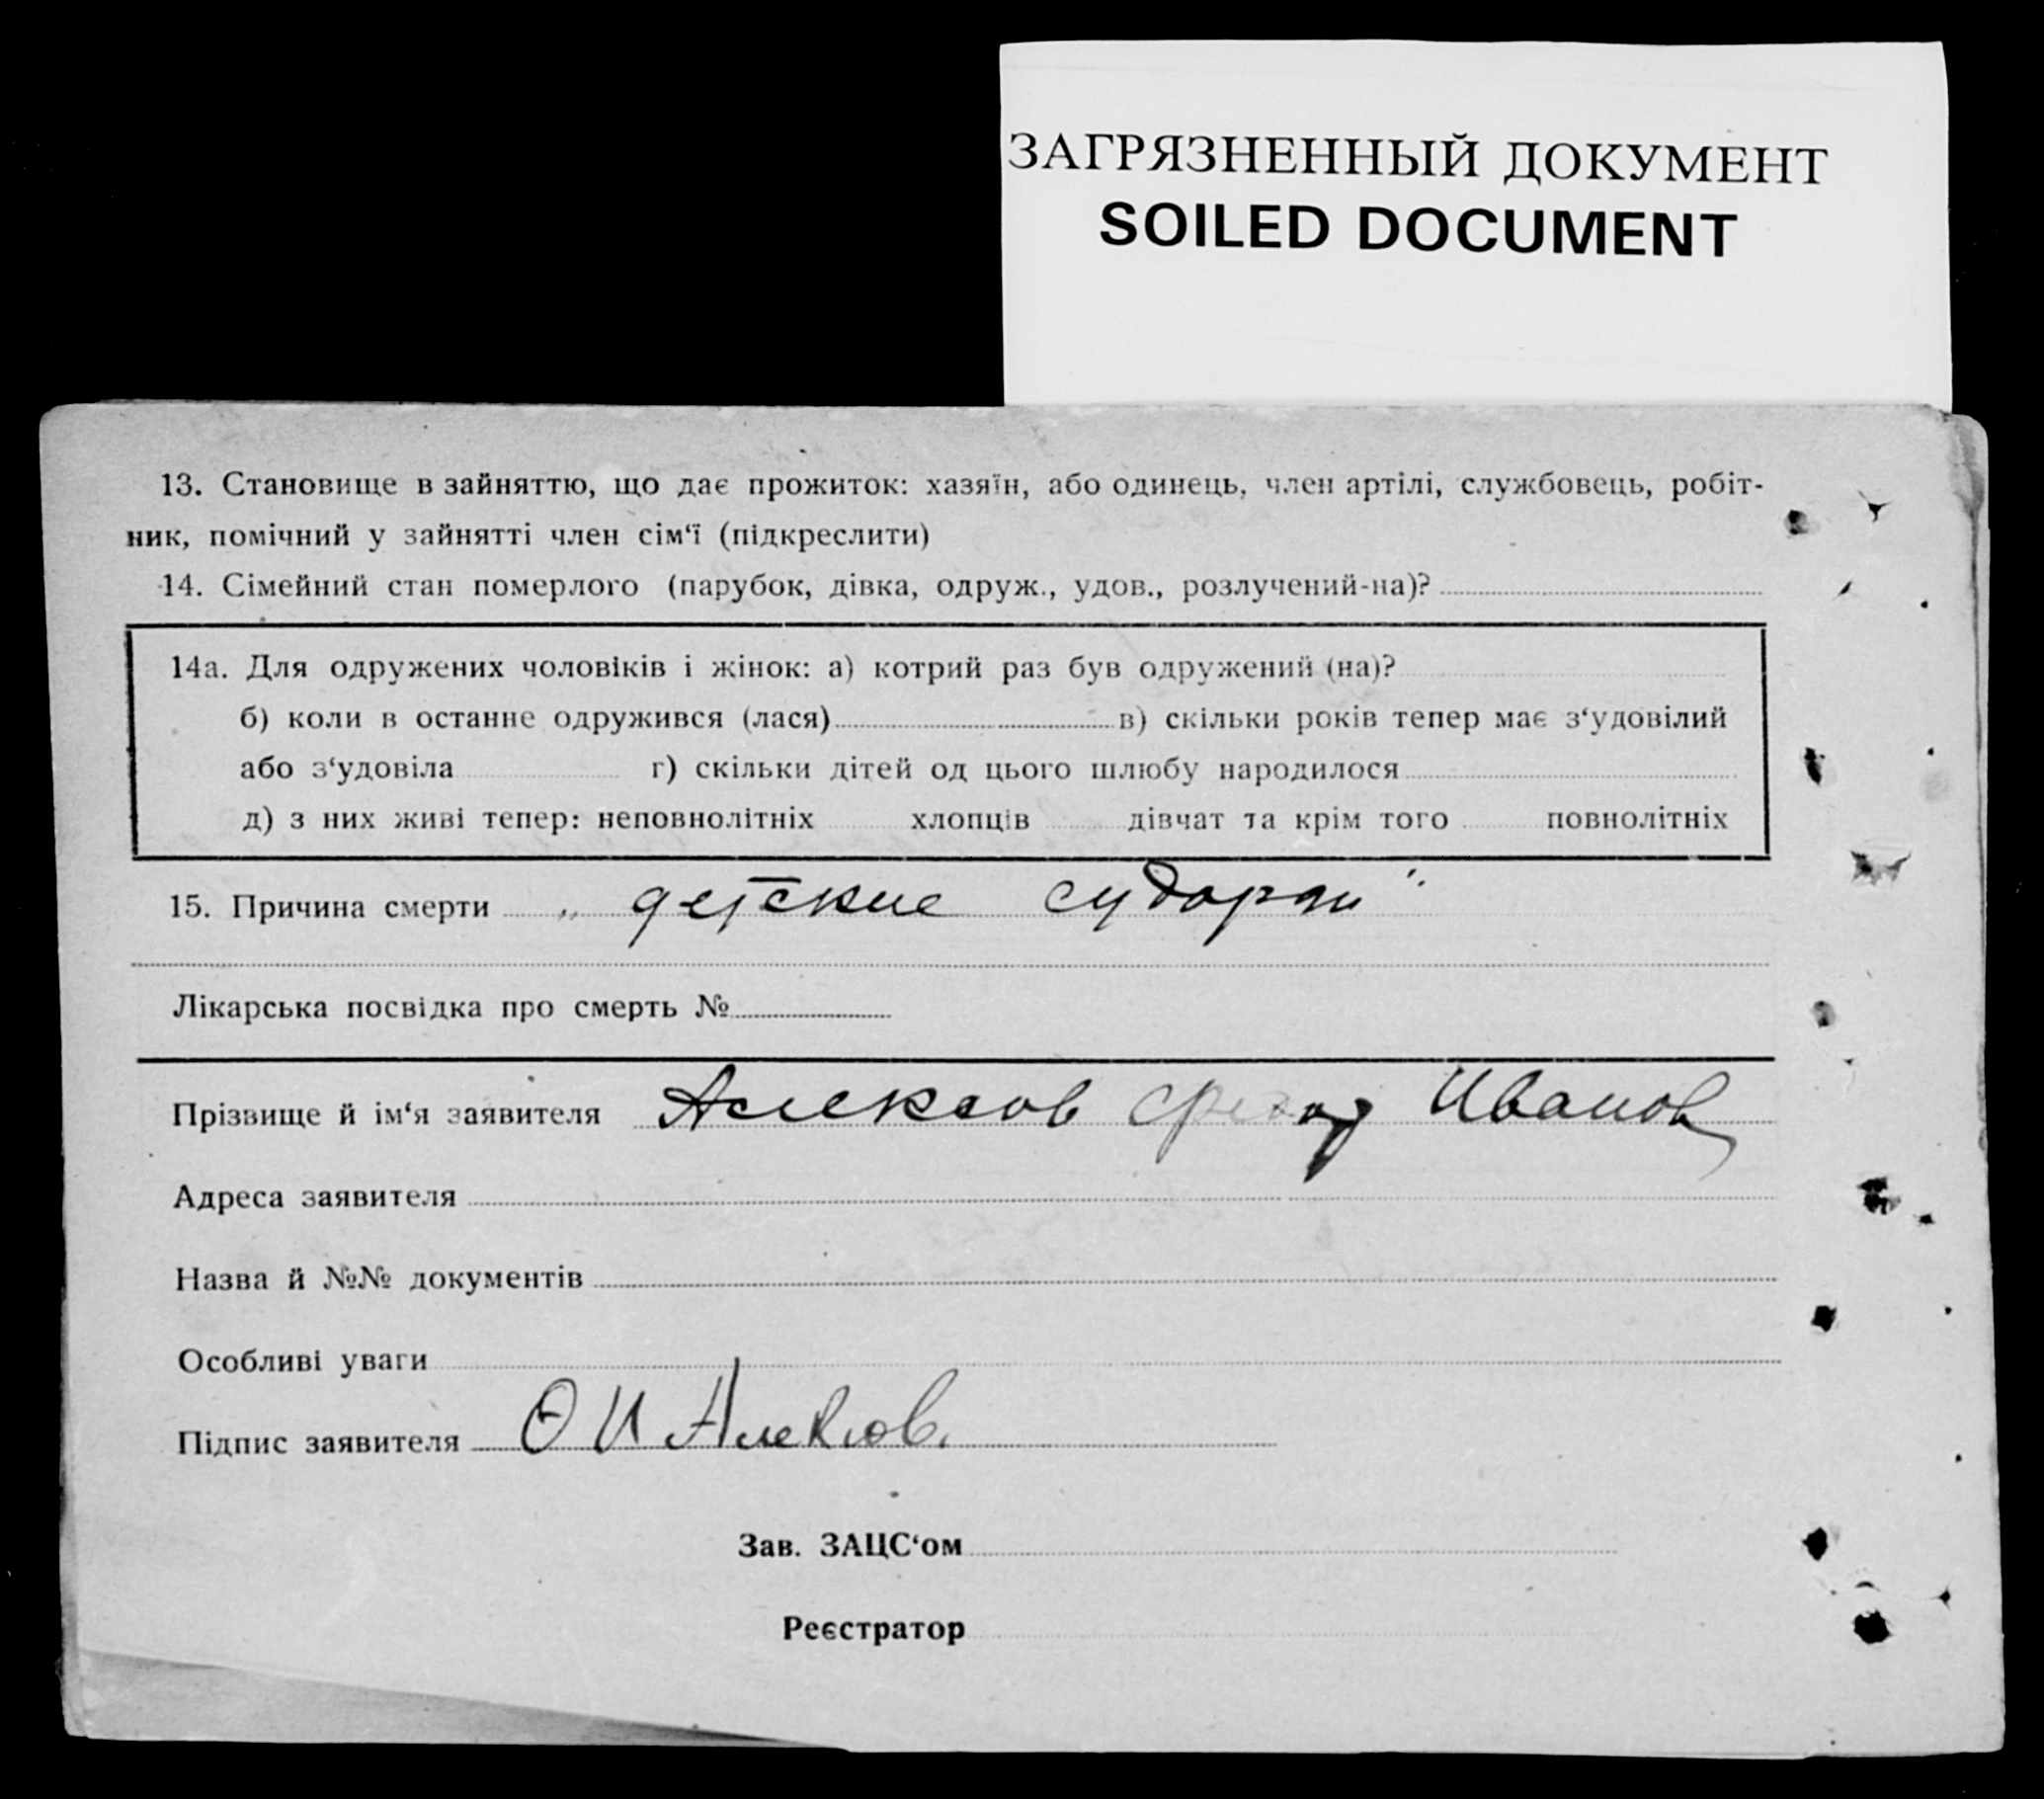 ЗАГРЯЗНЕННЫЙ ДОКУМЕНТ
SOILED DOCUMENT
13. Становище в зайняттю, що дає прожиток: хазяїн, або одинець, член артілі, службовець, робіт-
ник, помічний у зайнятті член сім‘ї (підкреслити)
14. Сімейний стан померлого (парубок, дівка, одруж., удов., розлучений-на)?
14а. Для одружених чоловіків і жінок: а) котрий раз був одружений (на)?
б) коли в останнє одружився (лася) в) скільки років тепер має з‘удовілий
або з‘удовіла г) скільки дітей од цього шлюбу народилося
д) з них живі тепер: неповнолітніх хлопців дівчат та крім того повнолітніх
15. Причина смерти „ детские судорги “
Лікарська посвідка про смерть №
Прізвище й ім‘я заявителя Алексов Иванов
Адреса заявителя
Назва й №№ документів
Особливі уваги
Підпис заявителя Ѳ И Алексов.
Зав. ЗАЦС‘ом
Реєстратор